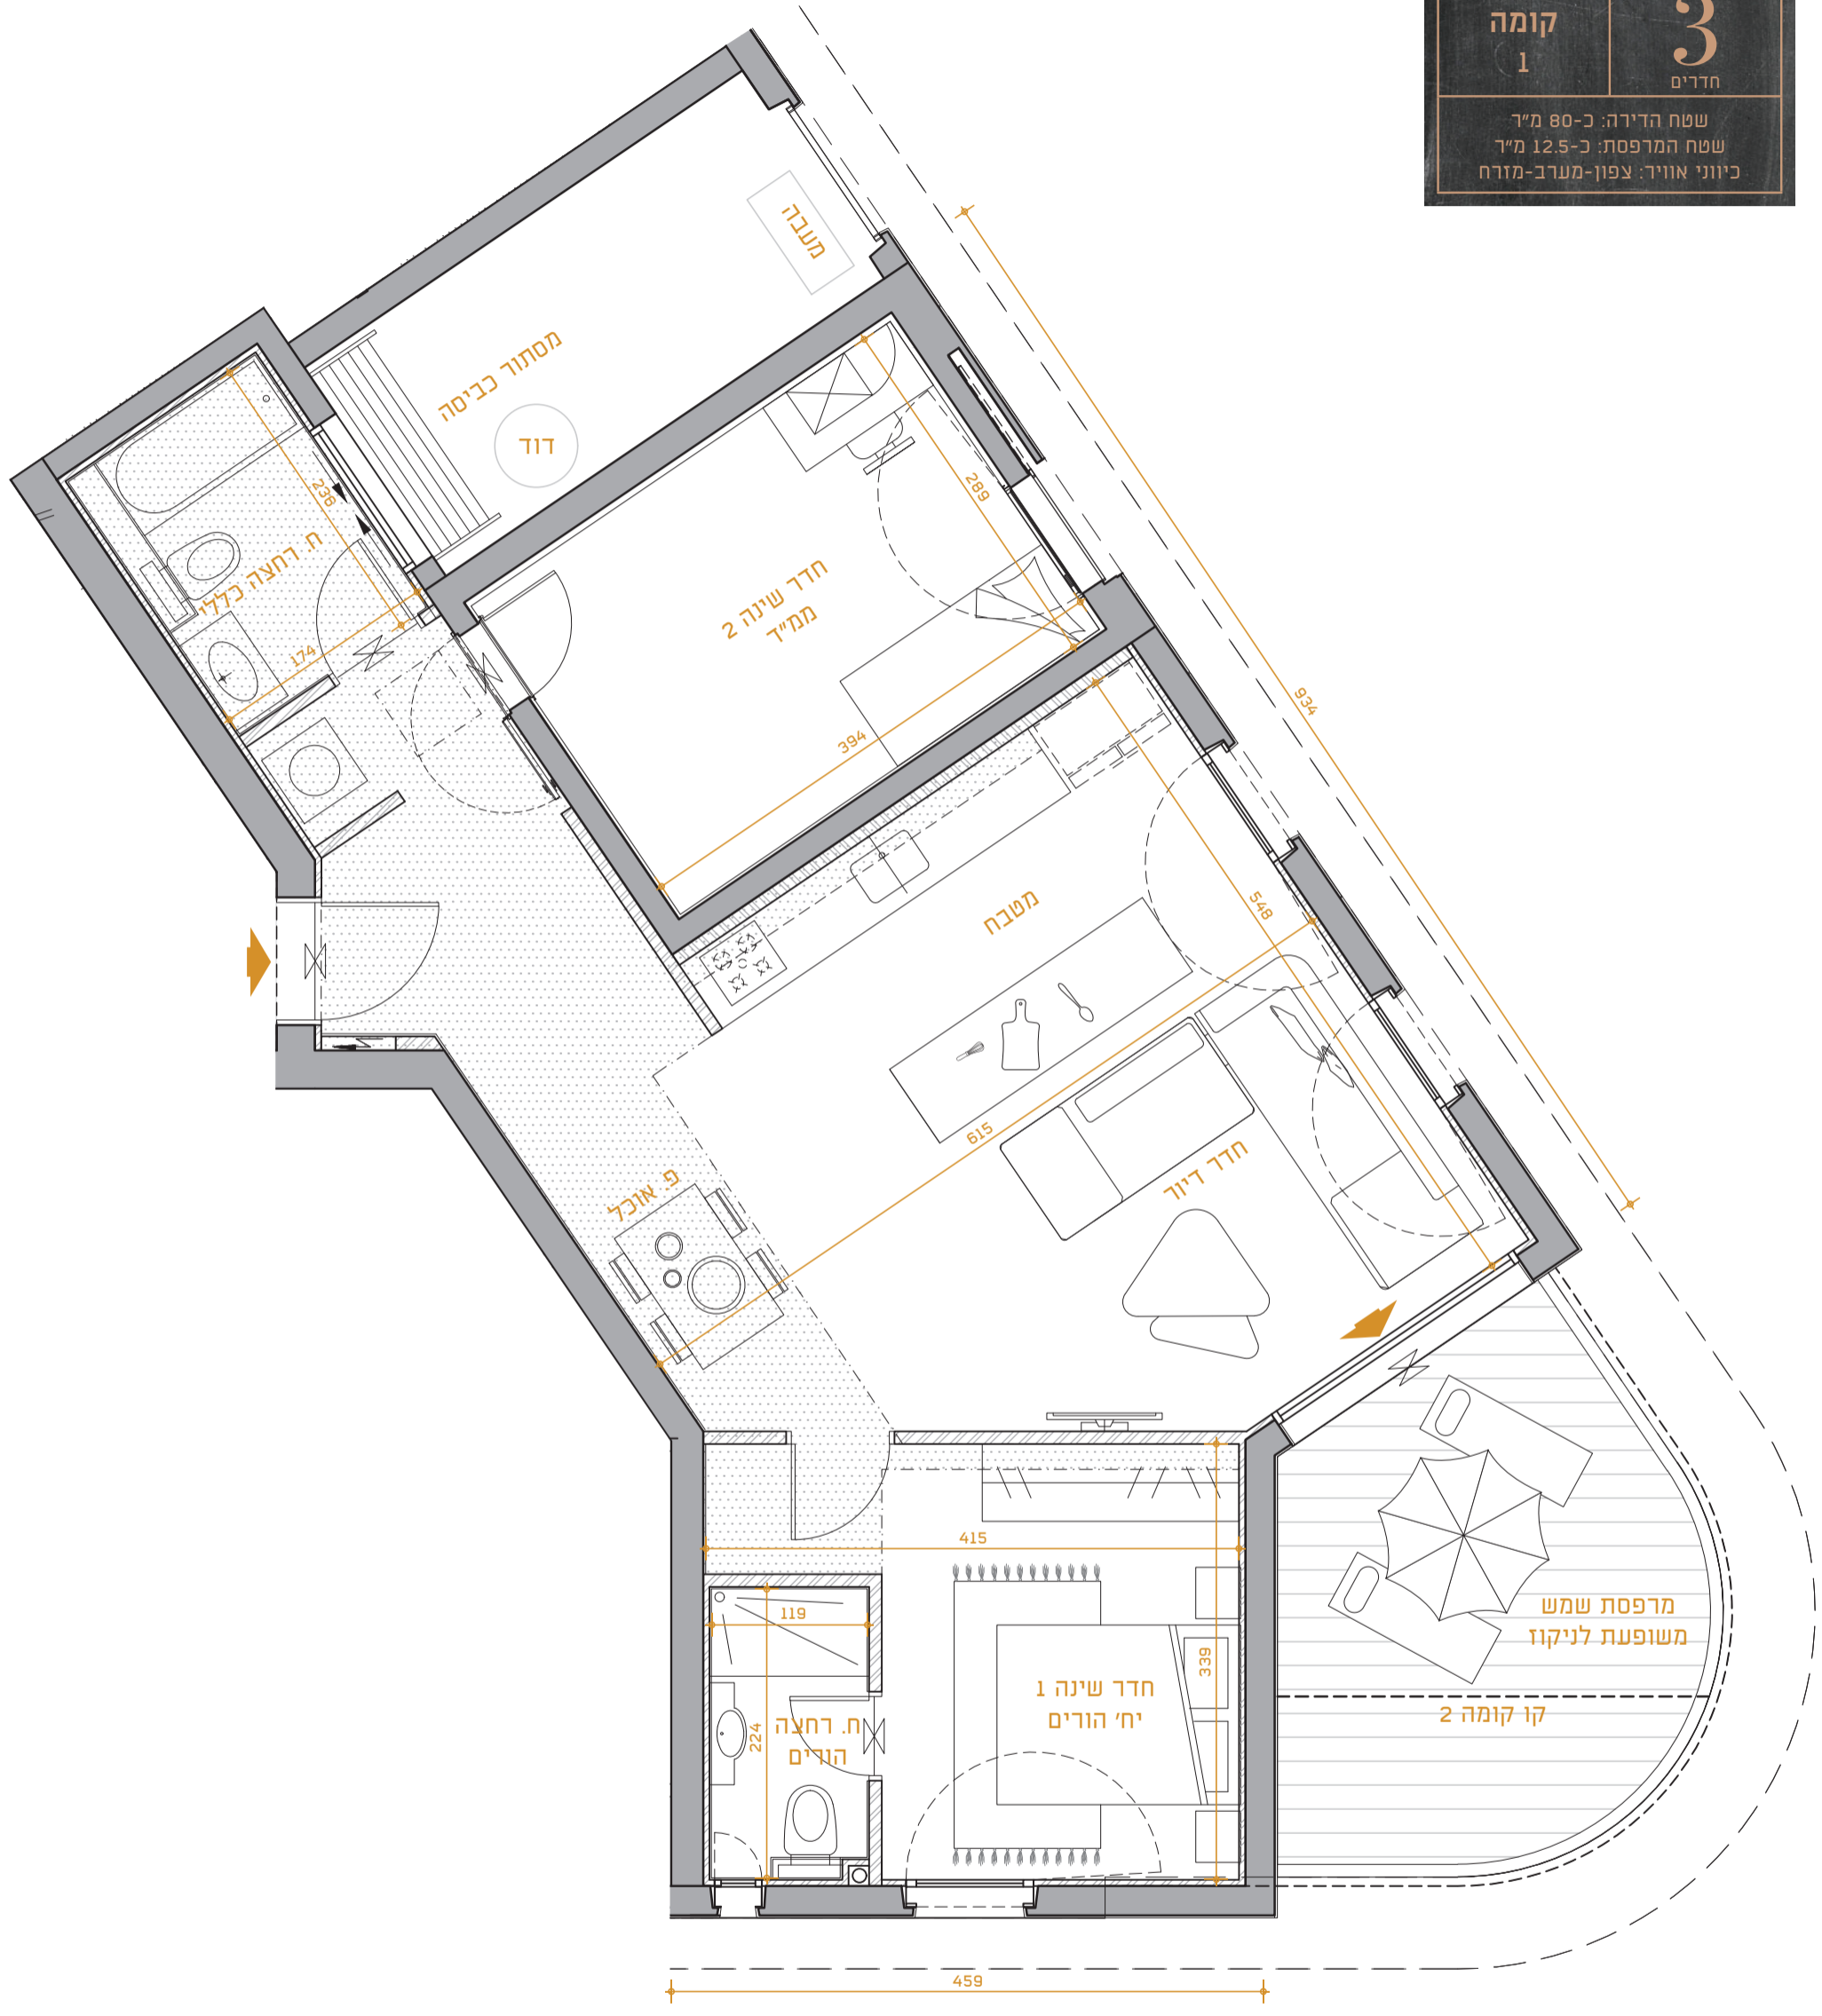 קומה
1
3
חדרים
שטח הדירה: כ-80 מ"ר
שטח המרפסת: כ-12.5 מ"ר
כיווני אוויר: צפון-מערב-מזרח
מעבה
מסתור כביסה
דוד
236
ח. רחצה כללי
174
289
חדר שינה 2
ממ"ד
394
934
מטבח
548
615
חדר דיור
פ. אוכל
415
119
339
224
ח. רחצה
הורים
חדר שינה 1
יח' הורים
מרפסת שמש
משופעת לניקוז
קו קומה 2
459